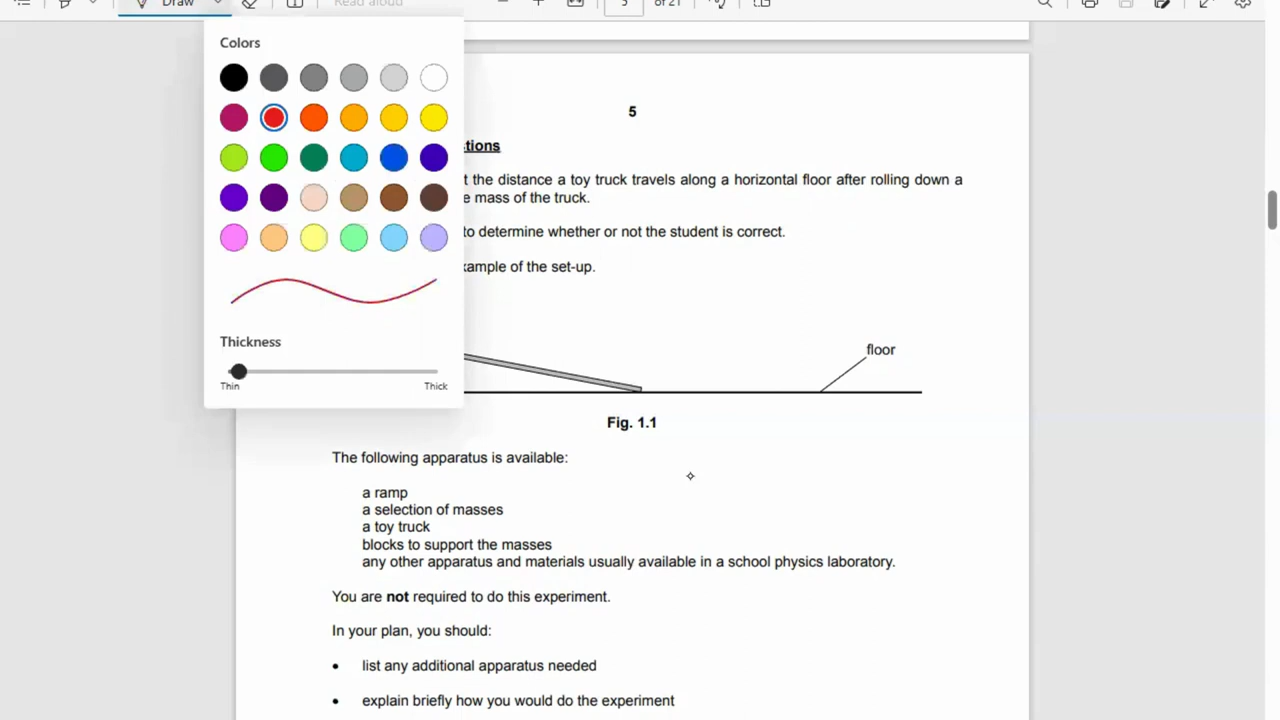 Draw
Read aloud
5
of 21
Colors
Thickness
Thin
Thick
5
tions
t the distance a toy truck travels along a horizontal floor after rolling down a
e mass of the truck.
to determine whether or not the student is correct.
xample of the set-up.
floor
Fig. 1.1
The following apparatus is available:
a ramp
a selection of masses
a toy truck
blocks to support the masses
any other apparatus and materials usually available in a school physics laboratory.
You are not required to do this experiment.
In your plan, you should:
• list any additional apparatus needed
• explain briefly how you would do the experiment